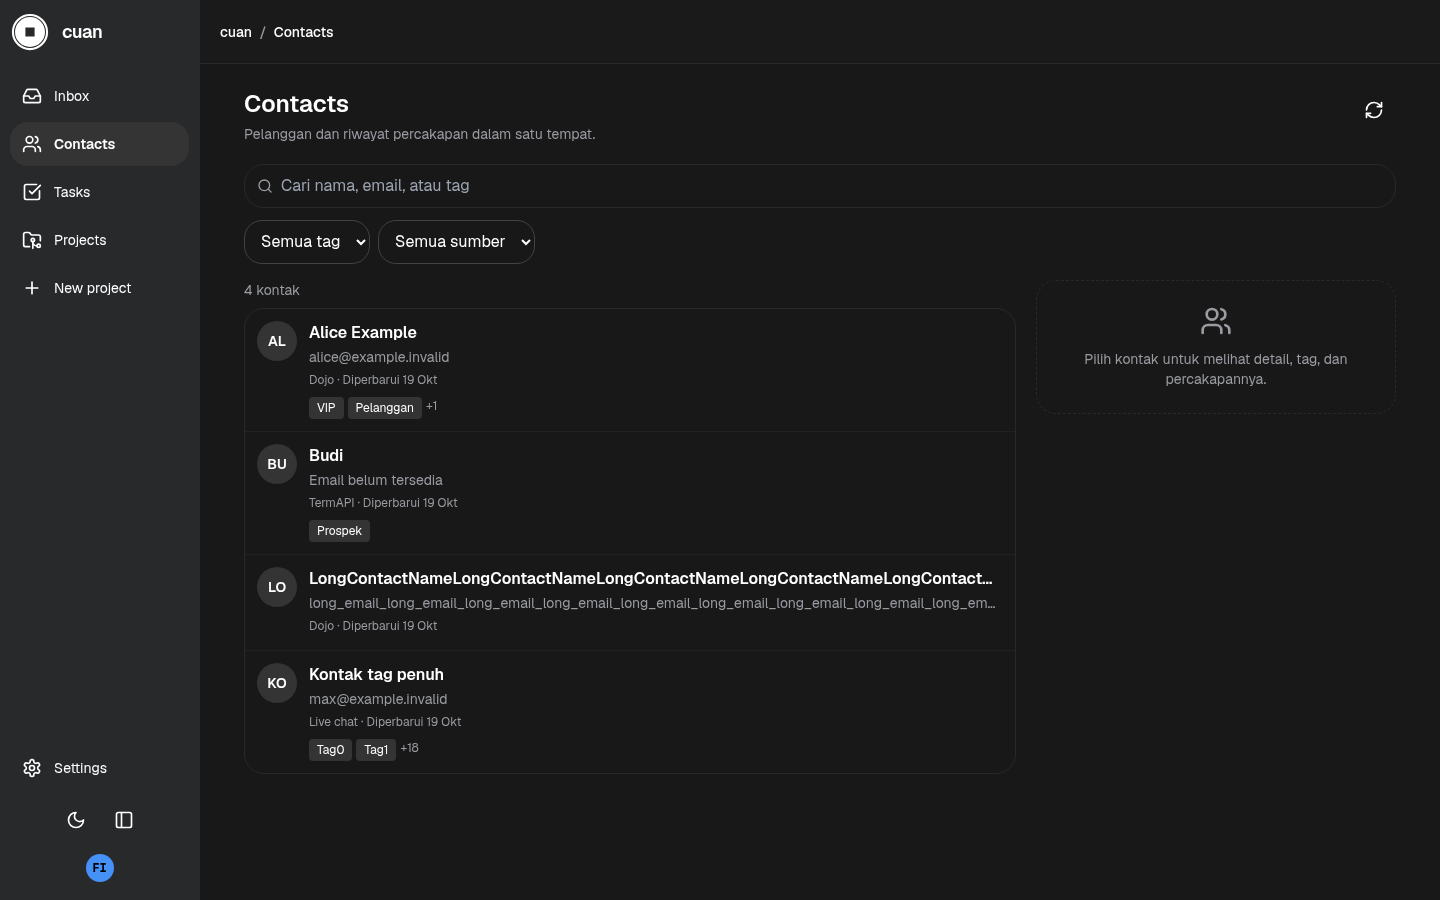 cuan
Inbox
Contacts
Tasks
Projects
New project
Settings
FI
cuan / Contacts
Contacts
Pelanggan dan riwayat percakapan dalam satu tempat.
Cari nama, email, atau tag
Semua tag
Semua sumber
4 kontak
AL
Alice Example
alice@example.invalid
Dojo · Diperbarui 19 Okt
VIP Pelanggan +1
BU
Budi
Email belum tersedia
TermAPI · Diperbarui 19 Okt
Prospek
LO
LongContactNameLongContactNameLongContactNameLongContactNameLongContact...
long_email_long_email_long_email_long_email_long_email_long_email_long_email_long_email_long_em...
Dojo · Diperbarui 19 Okt
KO
Kontak tag penuh
max@example.invalid
Live chat · Diperbarui 19 Okt
Tag0 Tag1 +18
Pilih kontak untuk melihat detail, tag, dan
percakapannya.